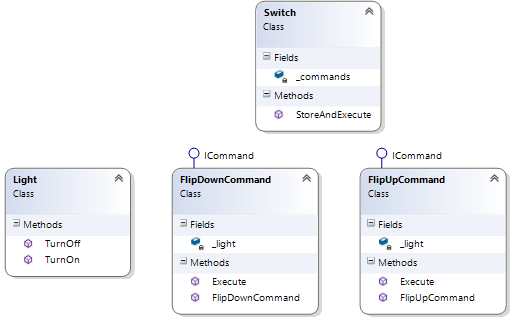 Switch
Class
Fields
_commands
Methods
StoreAndExecute
ICommand
ICommand
Light
Class
Methods
TurnOff
TurnOn
FlipDownCommand
Class
Fields
_light
Methods
Execute
FlipDownCommand
FlipUpCommand
Class
Fields
_light
Methods
Execute
FlipUpCommand